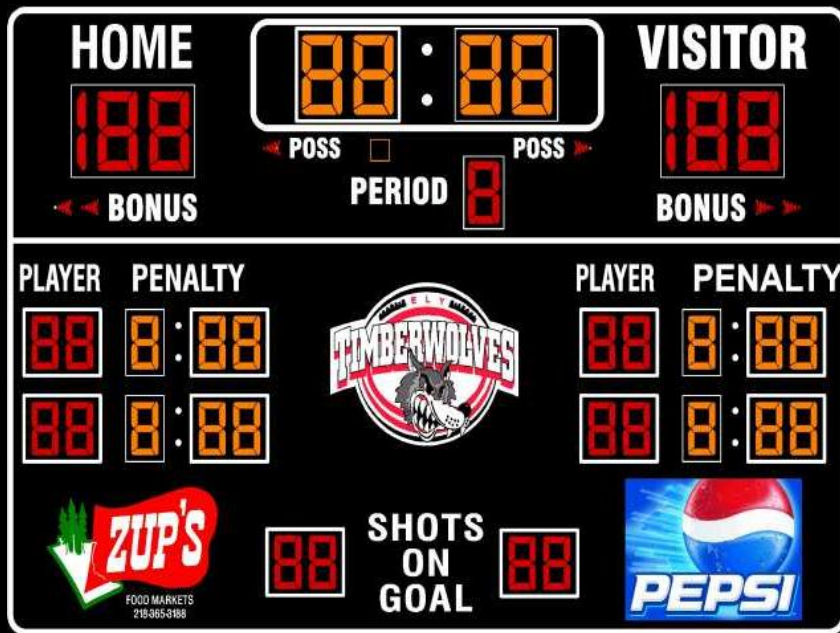 HOME
88:88
VISITOR
188
188
POSS
POSS
PERIOD
8
BONUS
BONUS
PLAYER PENALTY
PLAYER PENALTY
88 8:88
88 8:88
88 8:88
88 8:88
ELY
TIMBERWOLVES
ZUP'S
FOOD MARKETS
218-365-3188
88
SHOTS
ON
GOAL
88
PEPSI